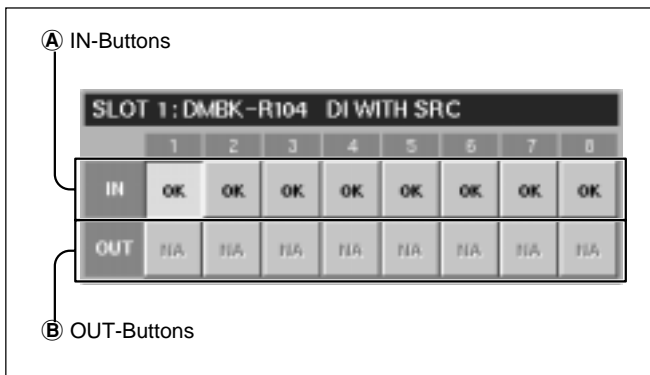 Ⓐ IN-Buttons
SLOT 1: DMBK-R104 DI WITH SRC
1 2 3 4 5 6 7 8
IN OK OK OK OK OK OK OK OK
OUT NA NA NA NA NA NA NA NA
Ⓑ OUT-Buttons